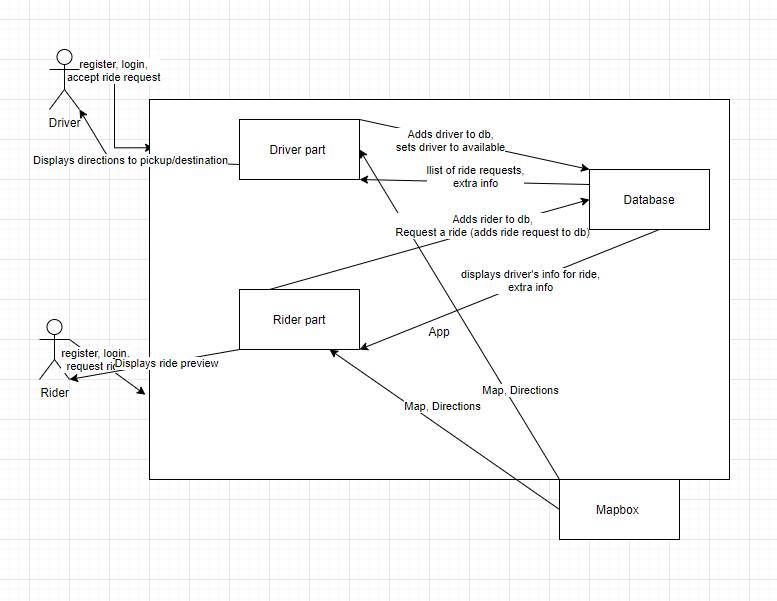 register, login,
accept ride request
Driver
Displays directions to pickup/destination
Driver part
Adds driver to db,
sets driver to available
llist of ride requests,
extra info
Database
Adds rider to db,
Request a ride (adds ride request to db)
displays driver's info for ride,
extra info
Rider part
App
register, login.
request
Displays ride preview
Rider
Map, Directions
Map, Directions
Mapbox